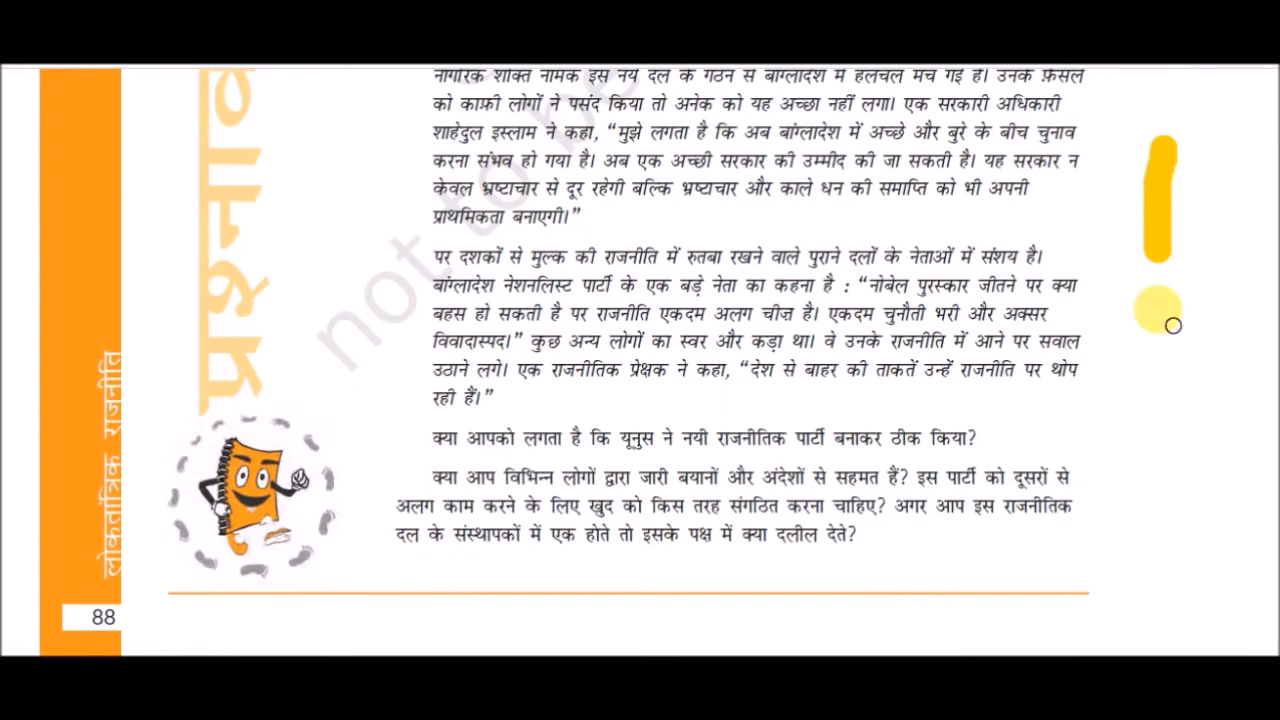 नागरिक शक्ति नामक इस नये दल के गठन से बांग्लादेश में हलचल मच गई है। उनके फ़ैसले
को काफ़ी लोगों ने पसंद किया तो अनेक को यह अच्छा नहीं लगा। एक सरकारी अधिकारी
शाहेदुल इस्लाम ने कहा, “मुझे लगता है कि अब बांग्लादेश में अच्छे और बुरे के बीच चुनाव
करना संभव हो गया है। अब एक अच्छी सरकार की उम्मीद की जा सकती है। यह सरकार न
केवल भ्रष्टाचार से दूर रहेगी बल्कि भ्रष्टाचार और काले धन की समाप्ति को भी अपनी
प्राथमिकता बनाएगी।”
पर दशकों से मुल्क की राजनीति में रुतबा रखने वाले पुराने दलों के नेताओं में संशय है।
बांग्लादेश नेशनलिस्ट पार्टी के एक बड़े नेता का कहना है : “नोबेल पुरस्कार जीतने पर क्या
बहस हो सकती है पर राजनीति एकदम अलग चीज़ है। एकदम चुनौती भरी और अक्सर
विवादास्पद।” कुछ अन्य लोगों का स्वर और कड़ा था। वे उनके राजनीति में आने पर सवाल
उठाने लगे। एक राजनीतिक प्रेक्षक ने कहा, “देश से बाहर की ताकतें उन्हें राजनीति पर थोप
रही हैं।”
क्या आपको लगता है कि यूनुस ने नयी राजनीतिक पार्टी बनाकर ठीक किया?
क्या आप विभिन्न लोगों द्वारा जारी बयानों और अंदेशों से सहमत हैं? इस पार्टी को दूसरों से
अलग काम करने के लिए खुद को किस तरह संगठित करना चाहिए? अगर आप इस राजनीतिक
दल के संस्थापकों में एक होते तो इसके पक्ष में क्या दलील देते?
लोकतांत्रिक राजनीति
88
not to be